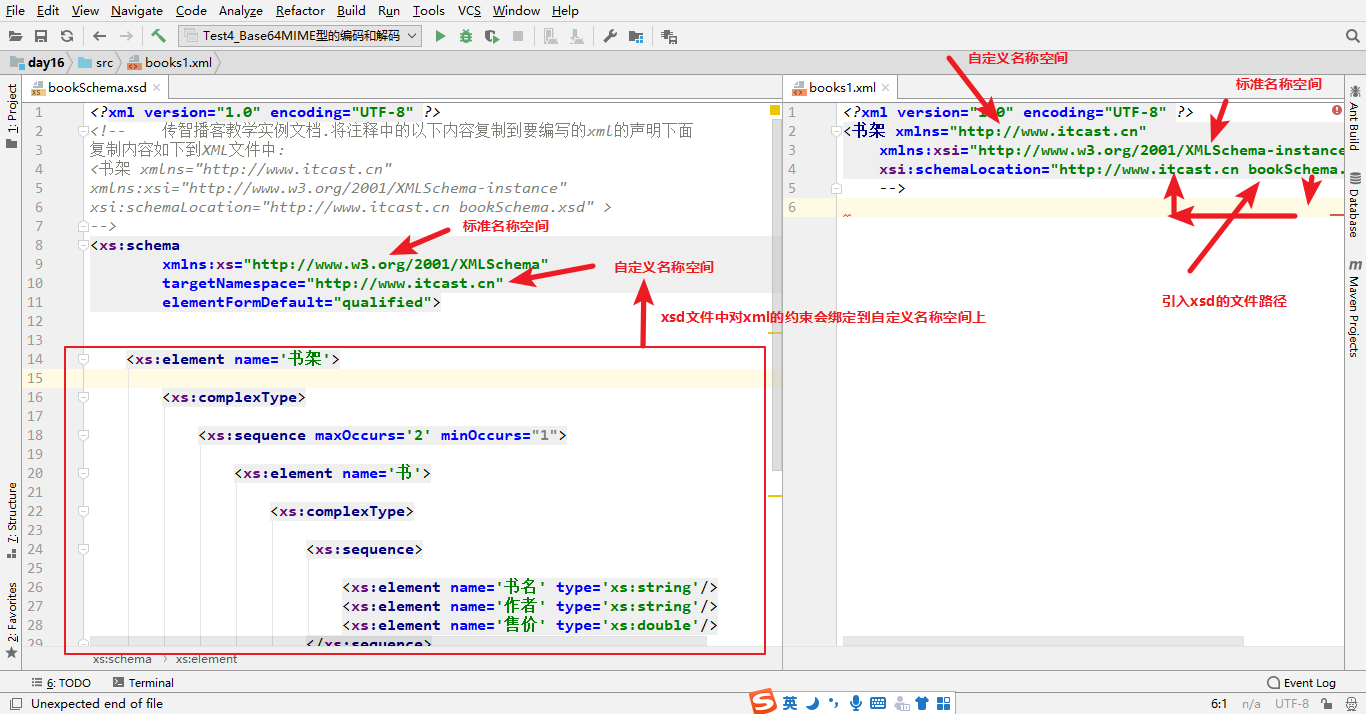 File Edit View Navigate Code Analyze Refactor Build Run Tools VCS Window Help
Test4_Base64MIME型的编码和解码
day16 src books1.xml
bookSchema.xsd
1 <?xml version="1.0" encoding="UTF-8" ?>
2 <!-- 传智播客教学实例文档.将注释中的以下内容复制到要编写的xml的声明下面
3 复制内容如下到XML文件中:
4 <书架 xmlns="http://www.itcast.cn"
5 xmlns:xsi="http://www.w3.org/2001/XMLSchema-instance"
6 xsi:schemaLocation="http://www.itcast.cn bookSchema.xsd" >
7 -->
标准名称空间
8 <xs:schema
9 xmlns:xs="http://www.w3.org/2001/XMLSchema"
自定义名称空间
10 targetNamespace="http://www.itcast.cn"
11 elementFormDefault="qualified">
xsd文件中对xml的约束会绑定到自定义名称空间上
12
13
14 <xs:element name='书架'>
15
16 <xs:complexType>
17
18 <xs:sequence maxOccurs='2' minOccurs="1">
19
20 <xs:element name='书'>
21
22 <xs:complexType>
23
24 <xs:sequence>
25
26 <xs:element name='书名' type='xs:string'/>
27 <xs:element name='作者' type='xs:string'/>
28 <xs:element name='售价' type='xs:double'/>
29 </xs:sequence>
xs:schema xs:element
自定义名称空间
标准名称空间
books1.xml
1 <?xml version="1.0" encoding="UTF-8" ?>
2 <书架 xmlns="http://www.itcast.cn"
3 xmlns:xsi="http://www.w3.org/2001/XMLSchema-instance
4 xsi:schemaLocation="http://www.itcast.cn bookSchema.
5 -->
6
引入xsd的文件路径
1: Project
7: Structure
2: Favorites
Ant Build
Database
Maven Projects
6: TODO Terminal Event Log
Unexpected end of file
英
6:1 n/a UTF-8